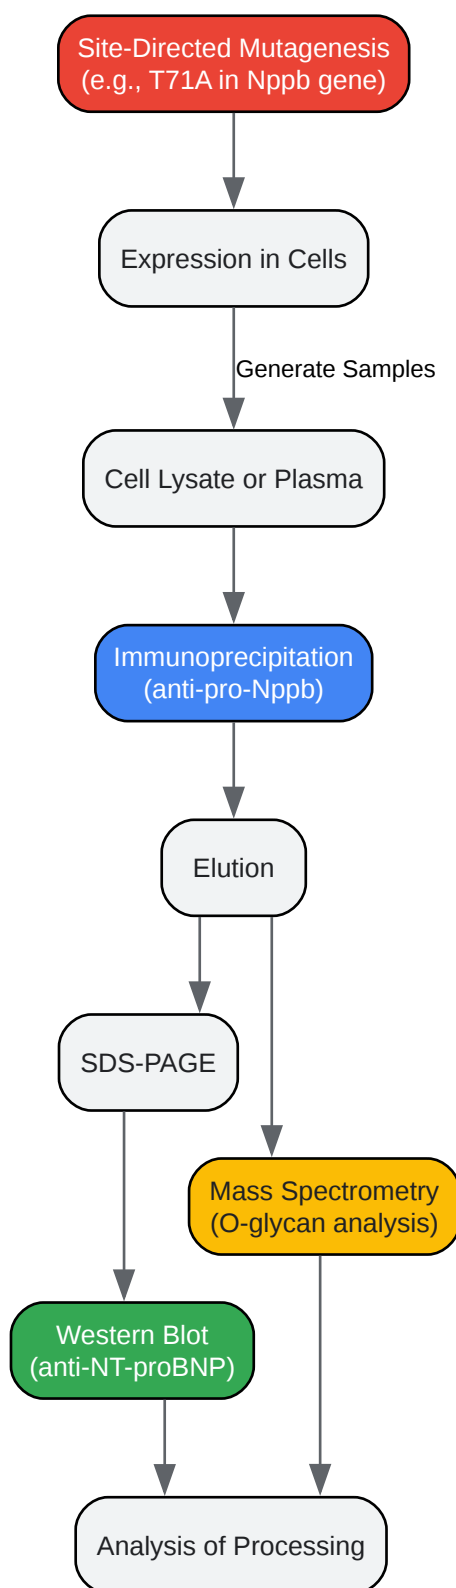 Site-Directed Mutagenesis
(e.g., T71A in Nppb gene)
Expression in Cells
Generate Samples
Cell Lysate or Plasma
Immunoprecipitation
(anti-pro-Nppb)
Elution
SDS-PAGE
Mass Spectrometry
(O-glycan analysis)
Western Blot
(anti-NT-proBNP)
Analysis of Processing